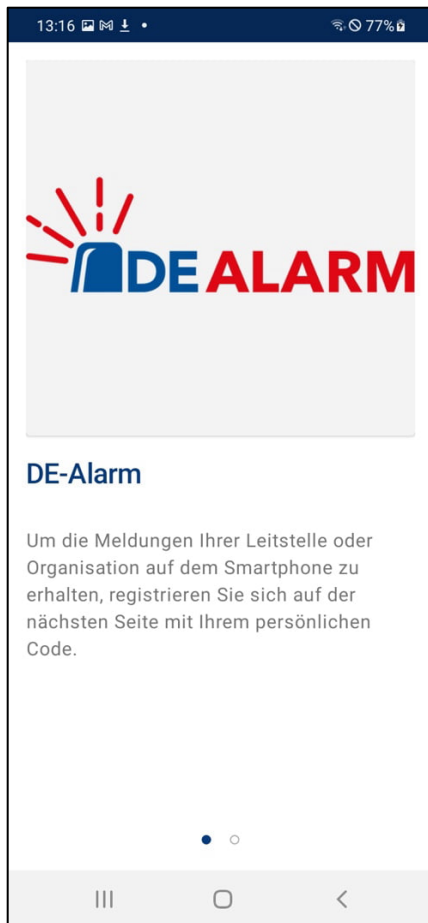 13:16 77%
DE ALARM
DE-Alarm
Um die Meldungen Ihrer Leitstelle oder
Organisation auf dem Smartphone zu
erhalten, registrieren Sie sich auf der
nächsten Seite mit Ihrem persönlichen
Code.